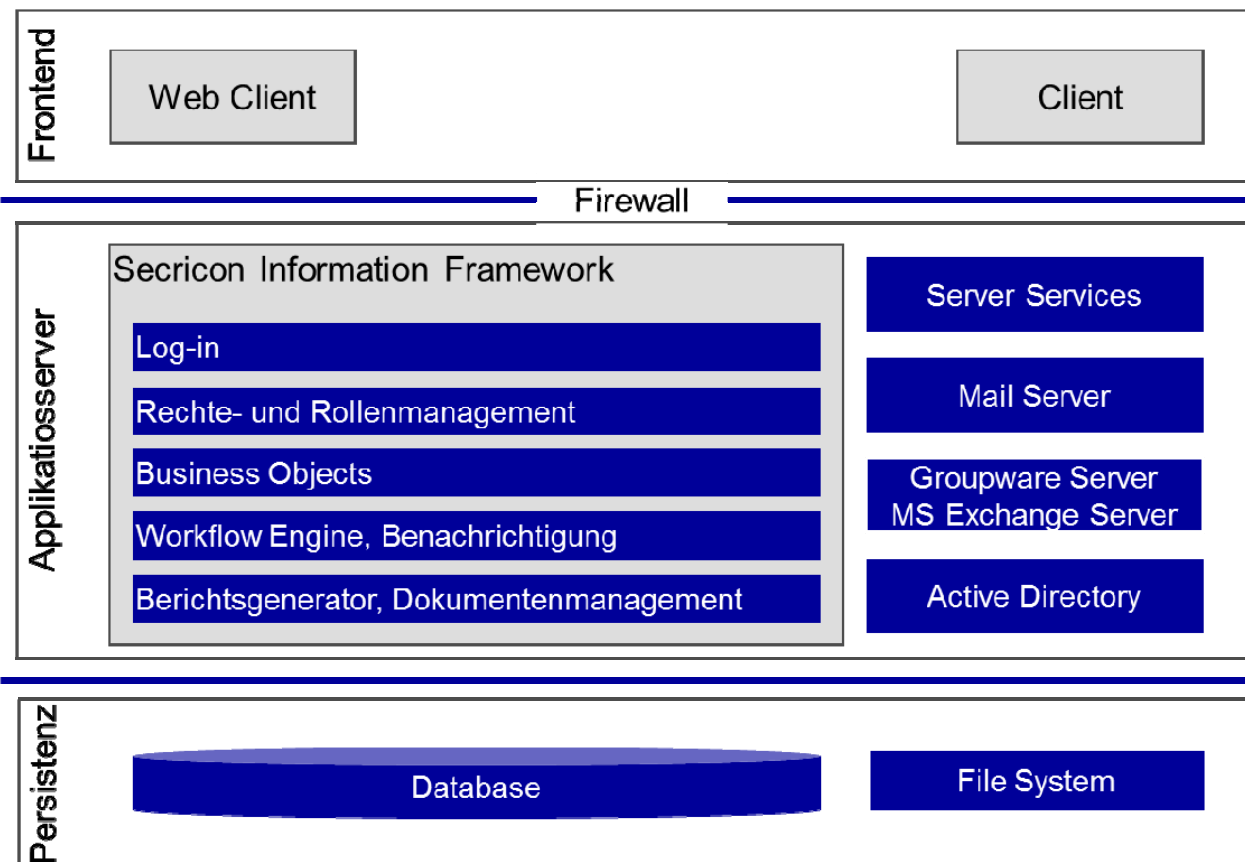 Frontend
Web Client
Client
Firewall
Applikatiosserver
Secricon Information Framework
Log-in
Rechte- und Rollenmanagement
Business Objects
Workflow Engine, Benachrichtigung
Berichtsgenerator, Dokumentenmanagement
Server Services
Mail Server
Groupware Server
MS Exchange Server
Active Directory
Persistenz
Database
File System